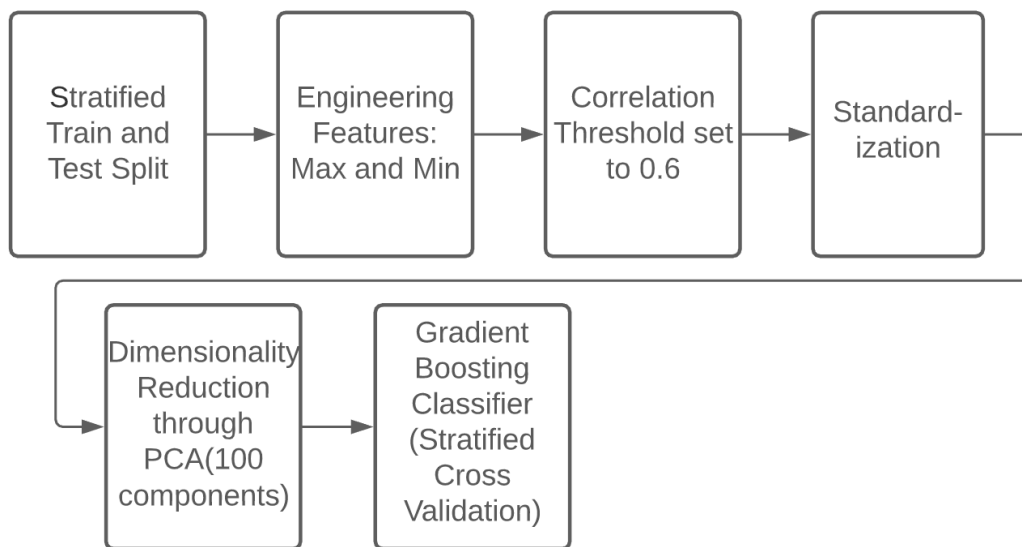 Stratified
Train and
Test Split
Engineering
Features:
Max and Min
Correlation
Threshold set
to 0.6
Standard-
ization
Dimensionality
Reduction
through
PCA(100
components)
Gradient
Boosting
Classifier
(Stratified
Cross
Validation)